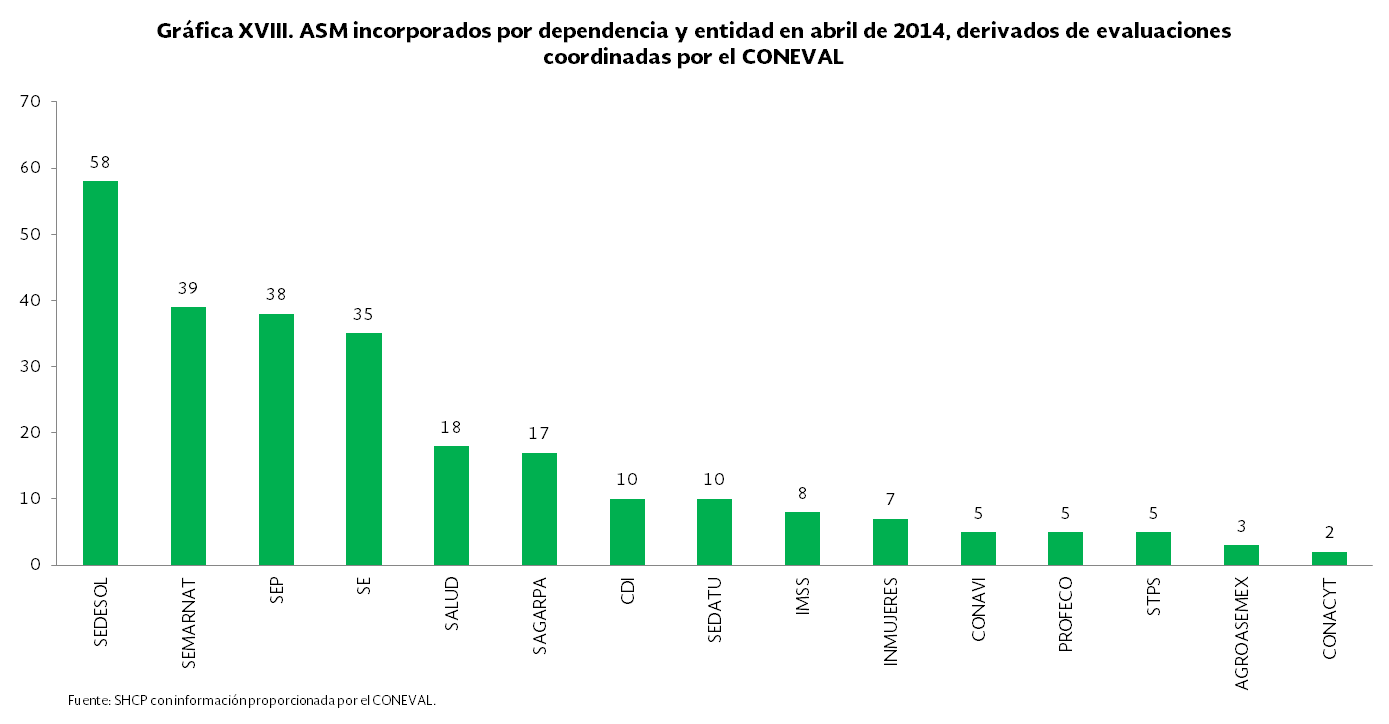 Gráfica XVIII. ASM incorporados por dependencia y entidad en abril de 2014, derivados de evaluaciones
coordinadas por el CONEVAL
70
60
50
40
30
20
10
0
58
39
38
35
18
17
10
10
8
7
5
5
5
3
2
SEDESOL
SEMARNAT
SEP
SE
SALUD
SAGARPA
CDI
SEDATU
IMSS
INMUJERES
CONAVI
PROFECO
STPS
AGROASEMEX
CONACYT
Fuente: SHCP con información proporcionada por el CONEVAL.